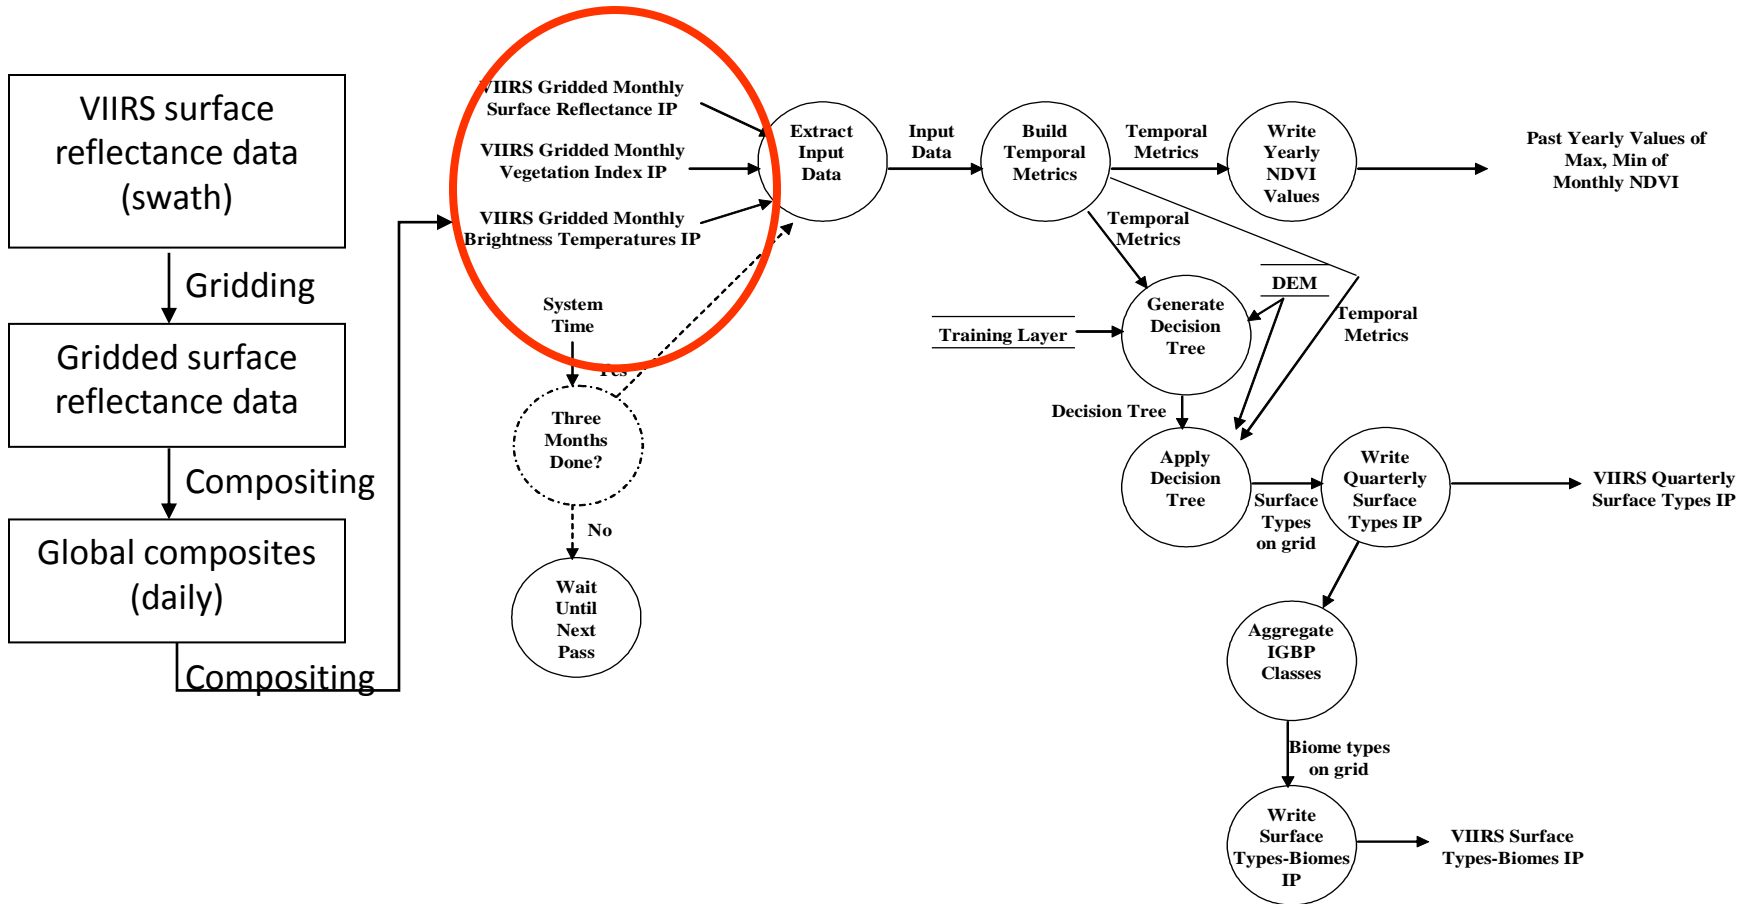 VIIRS surface
reflectance data
(swath)
Gridding
Gridded surface
reflectance data
Compositing
Global composites
(daily)
Compositing
VIIRS Gridded Monthly
Surface Reflectance IP
VIIRS Gridded Monthly
Vegetation Index IP
VIIRS Gridded Monthly
Brightness Temperatures IP
System
Time
Yes
Three
Months
Done?
No
Wait
Until
Next
Pass
Extract
Input
Data
Input
Data
Build
Temporal
Metrics
Temporal
Metrics
Write
Yearly
NDVI
Values
Past Yearly Values of
Max, Min of
Monthly NDVI
Temporal
Metrics
DEM
Temporal
Metrics
Training Layer
Generate
Decision
Tree
Decision Tree
Apply
Decision
Tree
Surface
Types
on grid
Write
Quarterly
Surface
Types IP
VIIRS Quarterly
Surface Types IP
Aggregate
IGBP
Classes
Biome types
on grid
Write
Surface
Types-Biomes
IP
VIIRS Surface
Types-Biomes IP